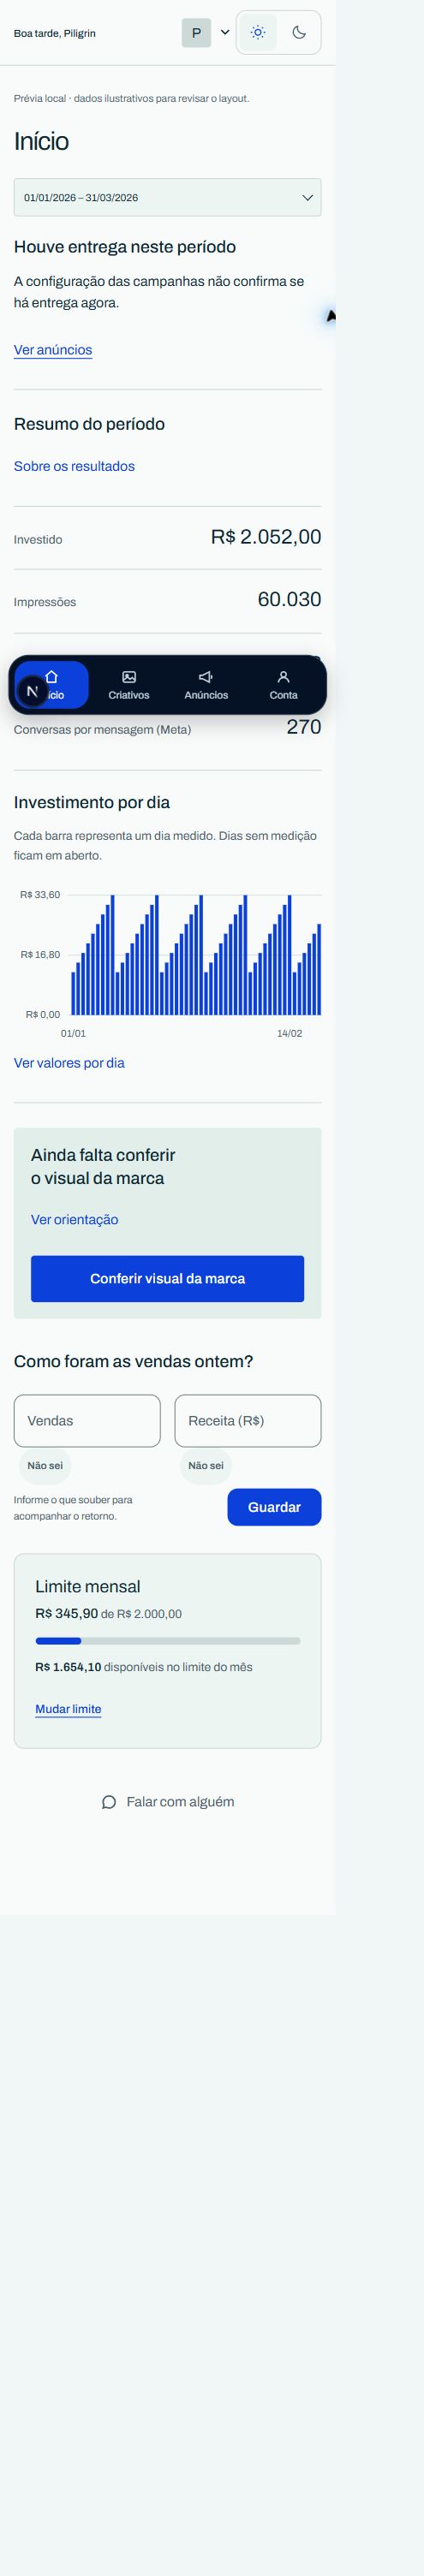 Boa tarde, Piligrin
P
Prévia local · dados ilustrativos para revisar o layout.
Início
01/01/2026 – 31/03/2026
Houve entrega neste período
A configuração das campanhas não confirma se
há entrega agora.
Ver anúncios
Resumo do período
Sobre os resultados
Investido
R$ 2.052,00
Impressões
60.030
N
Criativos
Anúncios
Conta
Conversas por mensagem (Meta)
270
Investimento por dia
Cada barra representa um dia medido. Dias sem medição
ficam em aberto.
R$ 33,60
R$ 16,80
R$ 0,00
01/01
14/02
Ver valores por dia
Ainda falta conferir
o visual da marca
Ver orientação
Conferir visual da marca
Como foram as vendas ontem?
Vendas
Receita (R$)
Não sei
Não sei
Informe o que souber para
acompanhar o retorno.
Guardar
Limite mensal
R$ 345,90 de R$ 2.000,00
R$ 1.654,10 disponíveis no limite do mês
Mudar limite
Falar com alguém